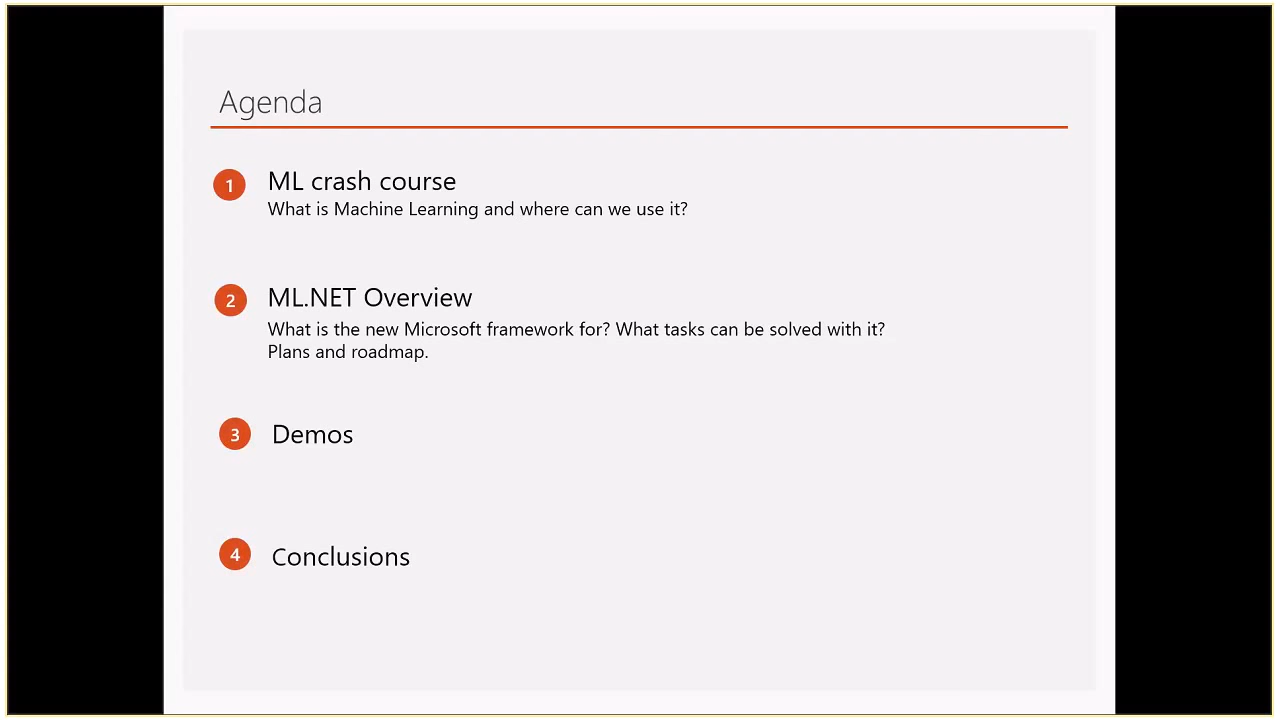 Agenda
1 ML crash course
What is Machine Learning and where can we use it?
2 ML.NET Overview
What is the new Microsoft framework for? What tasks can be solved with it?
Plans and roadmap.
3 Demos
4 Conclusions